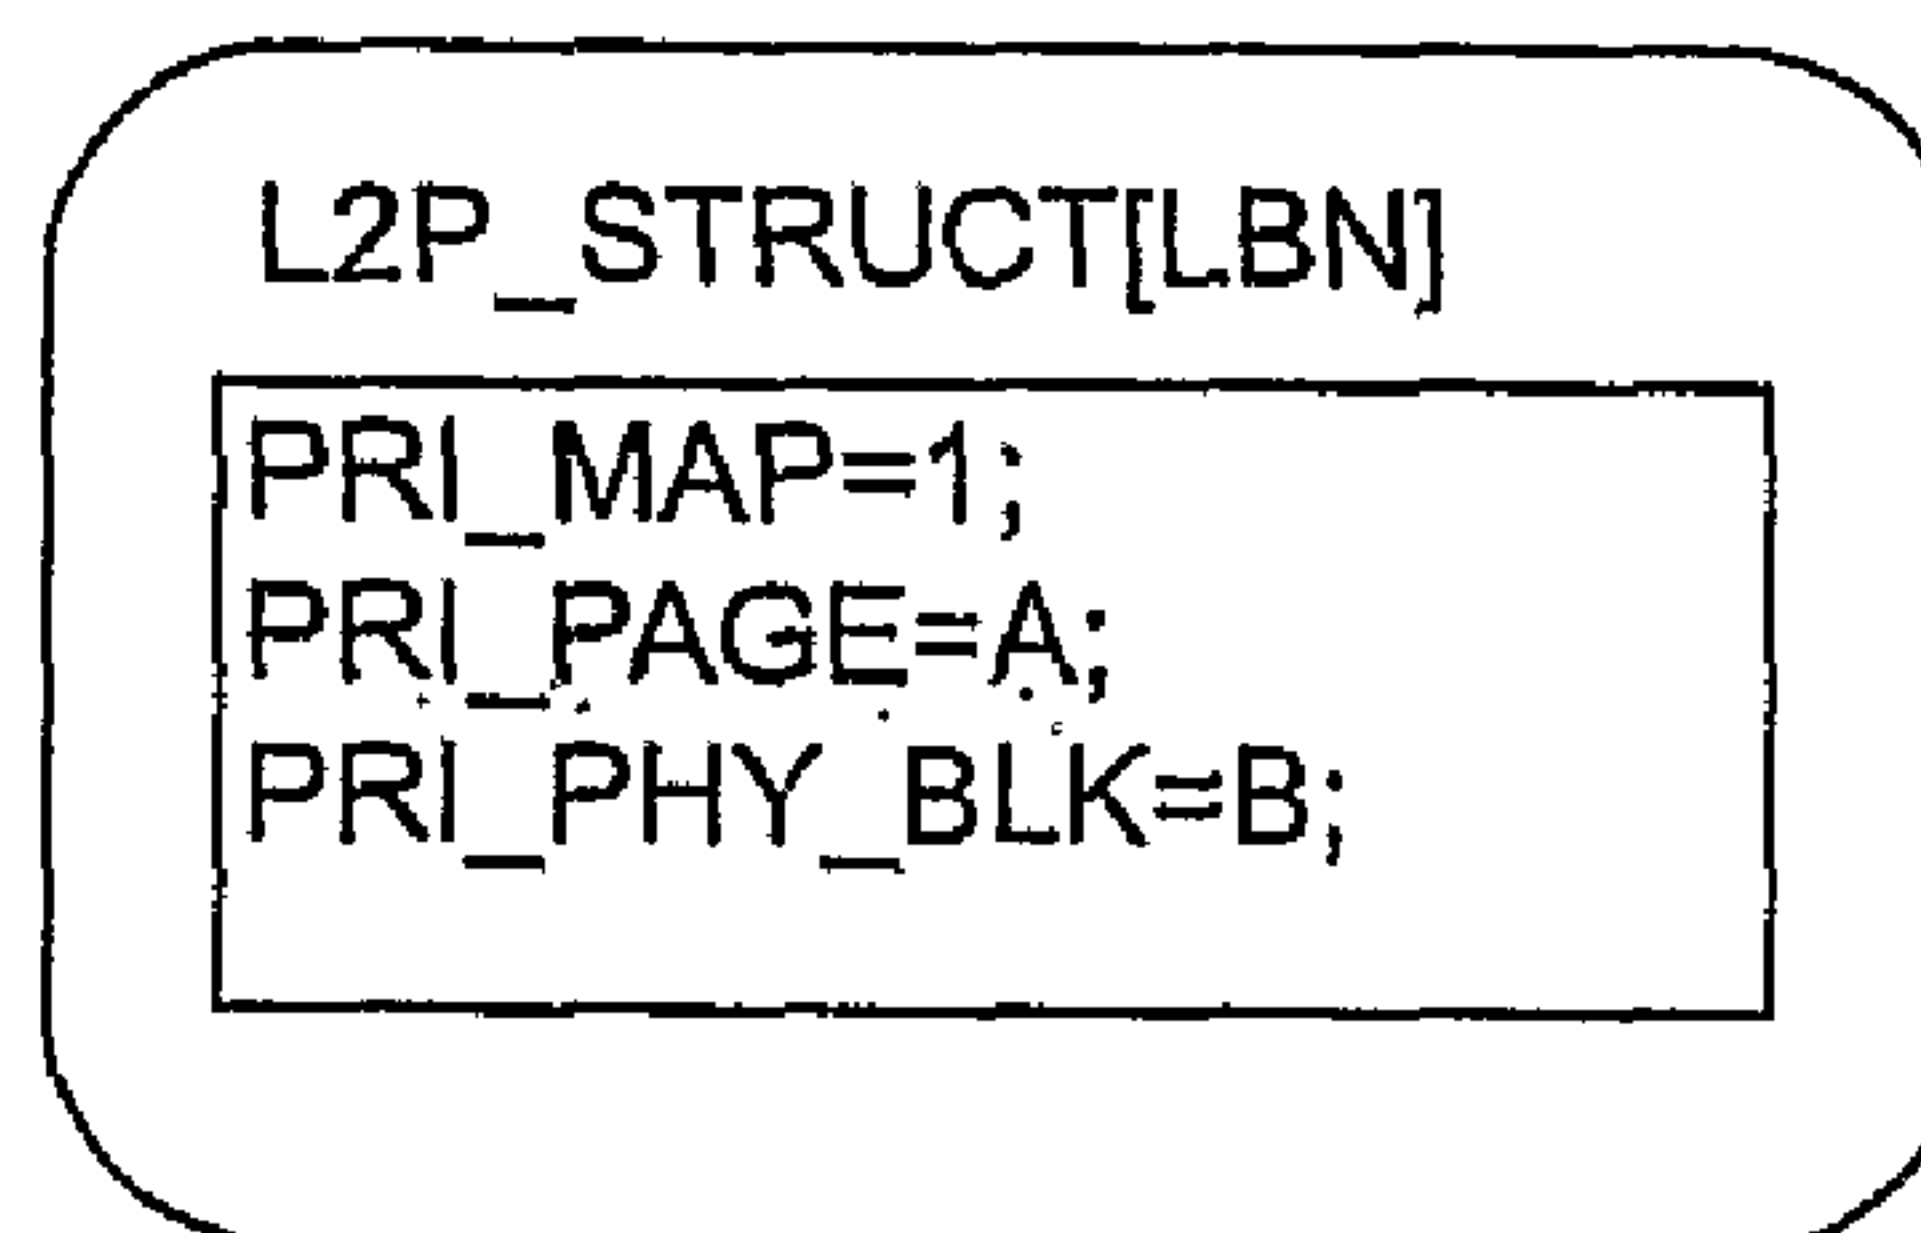 L2P_STRUCT[LBN]
PRI_MAP=1;
PRI_PAGE=A;
PRI_PHY_BLK=B;